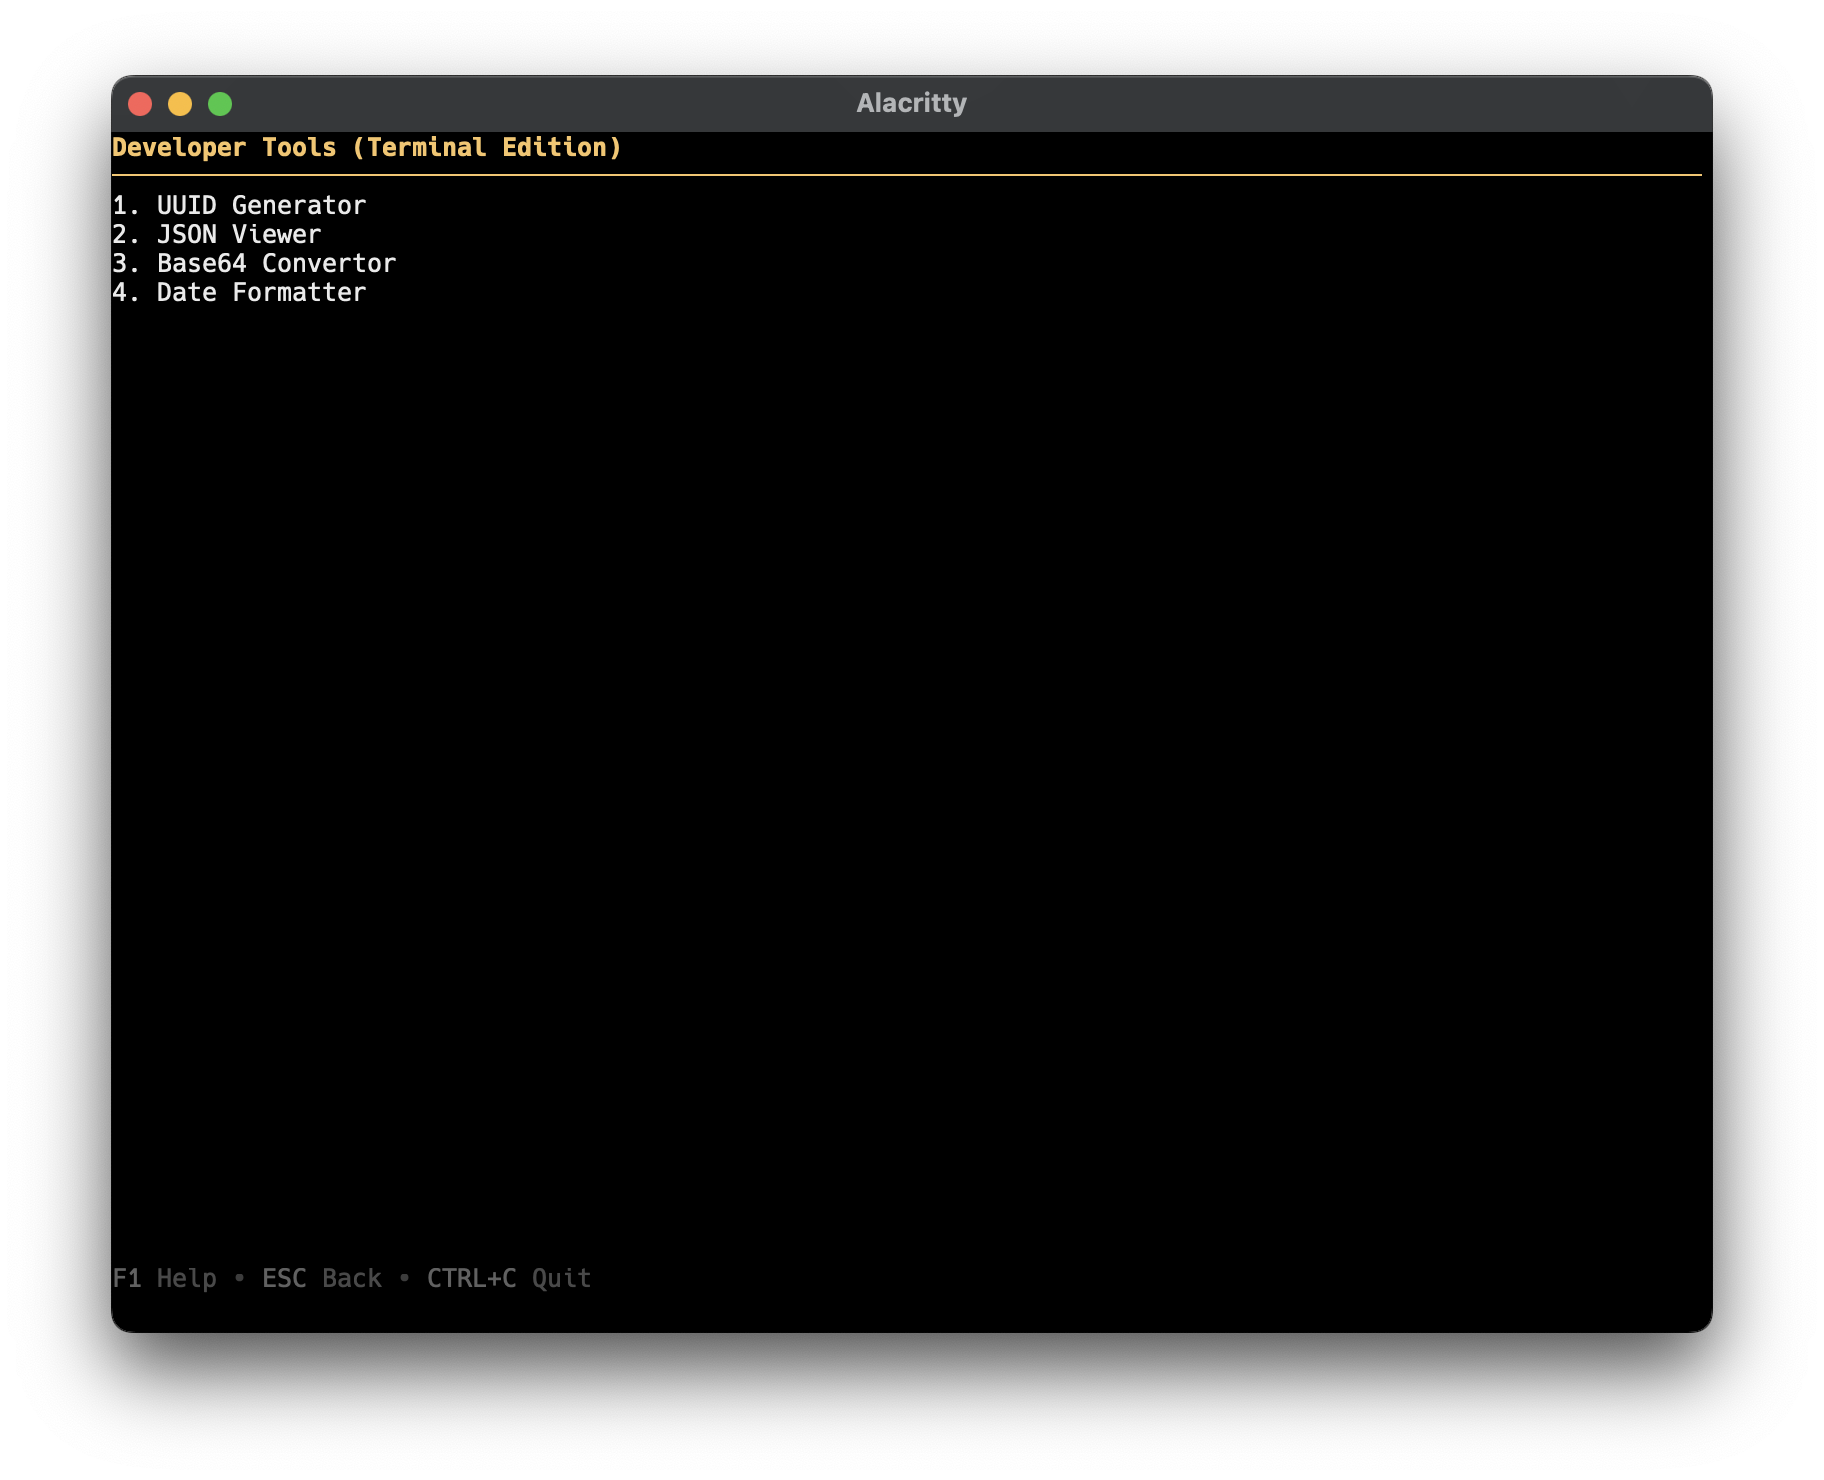 Alacritty
Developer Tools (Terminal Edition)
1. UUID Generator
2. JSON Viewer
3. Base64 Convertor
4. Date Formatter
F1 Help • ESC Back • CTRL+C Quit